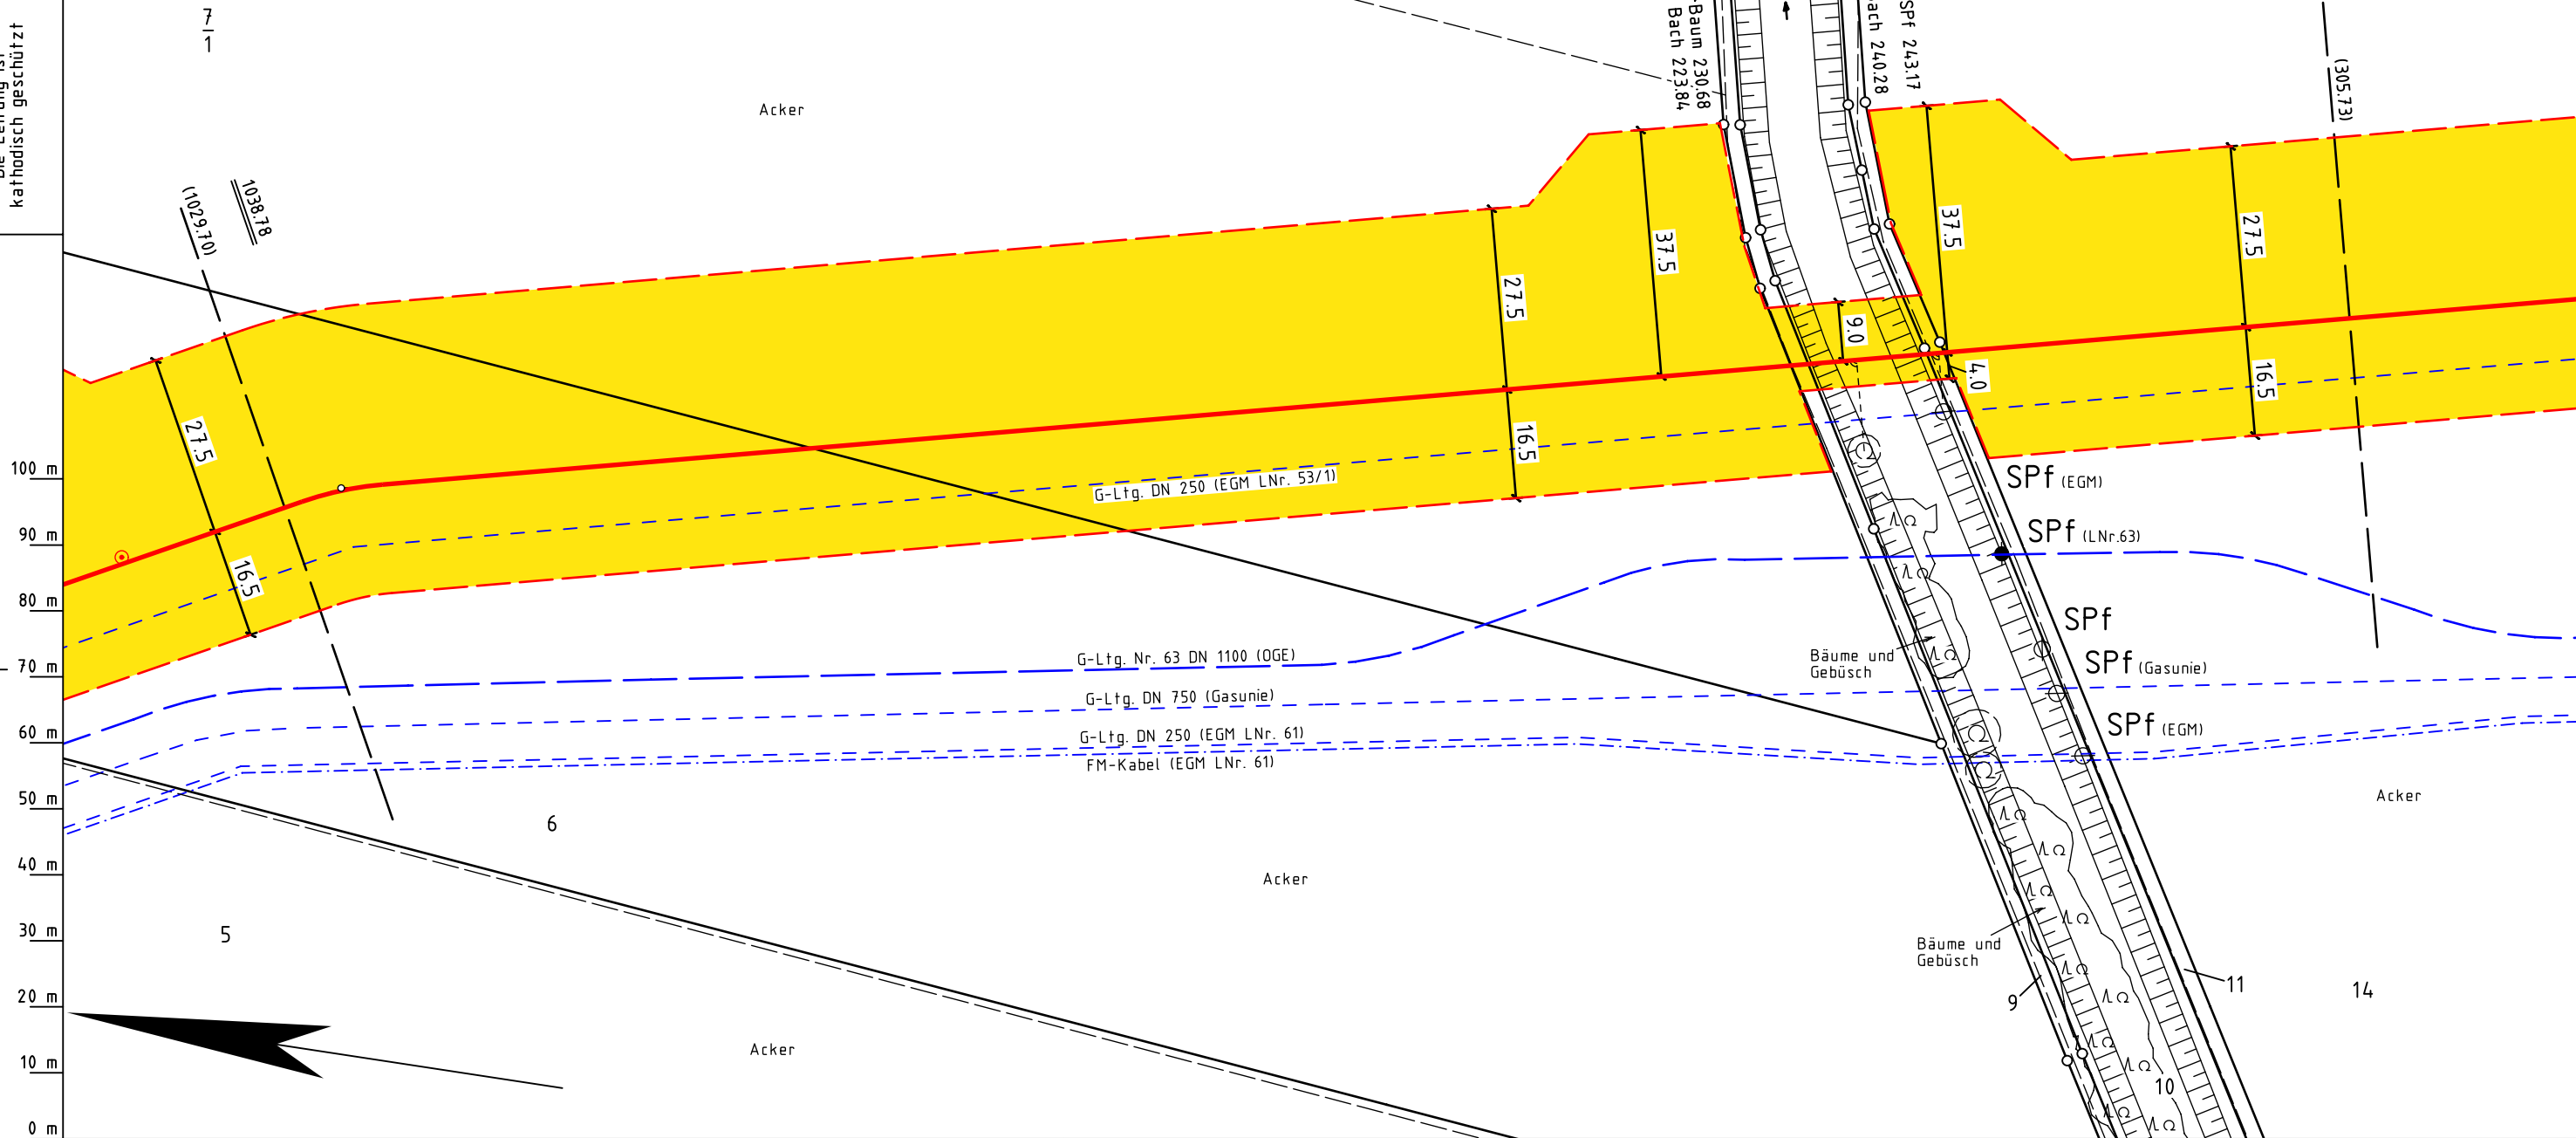 kathodisch geschützt
7
1
Acker
Baum 230.68
Bach 223.84
SPf 243.17
ach 240.28
(305.73)
(1029.70)
1038.78
27.5
16.5
27.5
16.5
37.5
9.0
37.5
4.0
27.5
16.5
100 m
90 m
80 m
70 m
60 m
50 m
40 m
30 m
20 m
10 m
0 m
G-Ltg. DN 250 (EGM LNr. 53/1)
G-Ltg. Nr. 63 DN 1100 (OGE)
G-Ltg. DN 750 (Gasunie)
G-Ltg. DN 250 (EGM LNr. 61)
FM-Kabel (EGM LNr. 61)
SPf (EGM)
SPf (LNr.63)
SPf
SPf (Gasunie)
SPf (EGM)
Bäume und
Gebüsch
Acker
6
Acker
5
Bäume und
Gebüsch
9
11
14
Acker
10